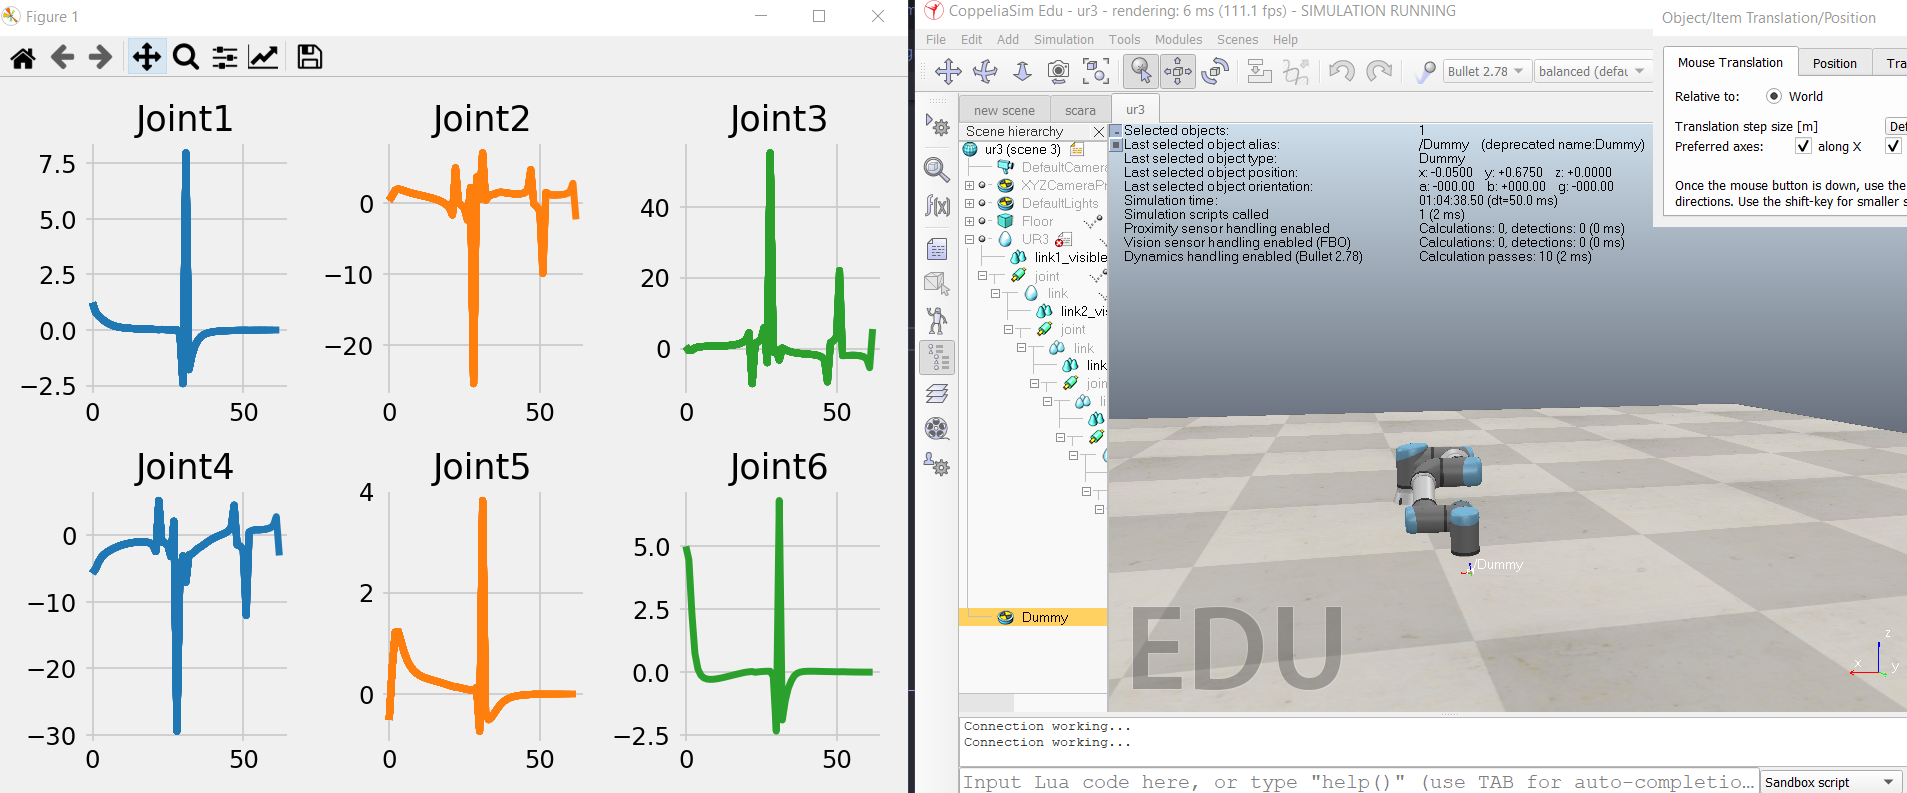 Figure 1
Joint1
7.5
5.0
2.5
0.0
−2.5
0
50
Joint2
0
−10
−20
0
50
Joint3
40
20
0
0
50
Joint4
0
−10
−20
−30
0
50
Joint5
4
2
0
0
50
Joint6
5.0
2.5
0.0
−2.5
0
50
CoppeliaSim Edu - ur3 - rendering: 6 ms (111.1 fps) - SIMULATION RUNNING
File Edit Add Simulation Tools Modules Scenes Help
Bullet 2.78
balanced (defau
new scene
scara
ur3
Scene hierarchy
ur3 (scene 3)
DefaultCamera
XYZCameraPr
DefaultLights
Floor
UR3
link1_visible
joint
link
link2_vis
joint
link
link
join
li
Dummy
Selected objects: 1
Last selected object alias: /Dummy (deprecated name:Dummy)
Last selected object type: Dummy
Last selected object position: x: -0.0500 y: +0.6750 z: +0.0000
Last selected object orientation: a: -000.00 b: +000.00 g: -000.00
Simulation time: 01:04:38.50 (dt=50.0 ms)
Simulation scripts called 1 (2 ms)
Proximity sensor handling enabled Calculations: 0, detections: 0 (0 ms)
Vision sensor handling enabled (FBO) Calculations: 0, detections: 0 (0 ms)
Dynamics handling enabled (Bullet 2.78) Calculation passes: 10 (2 ms)
Object/Item Translation/Position
Mouse Translation
Position
Tra
Relative to: World
Translation step size [m] Def
Preferred axes: along X
Once the mouse button is down, use the
directions. Use the shift-key for smaller s
/Dummy
EDU
z
x
y
Connection working...
Connection working...
Input Lua code here, or type "help()" (use TAB for auto-completio...
Sandbox script